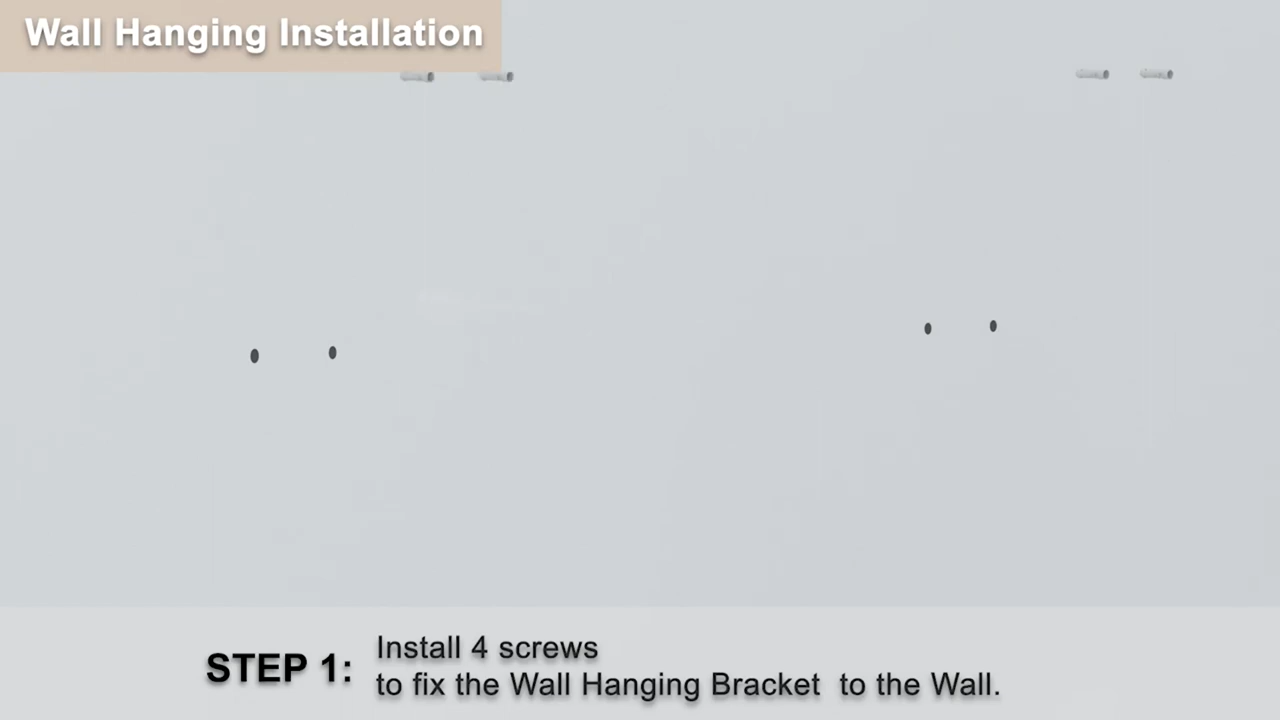 Wall Hanging Installation
STEP 1:
Install 4 screws
to fix the Wall Hanging Bracket  to the Wall.